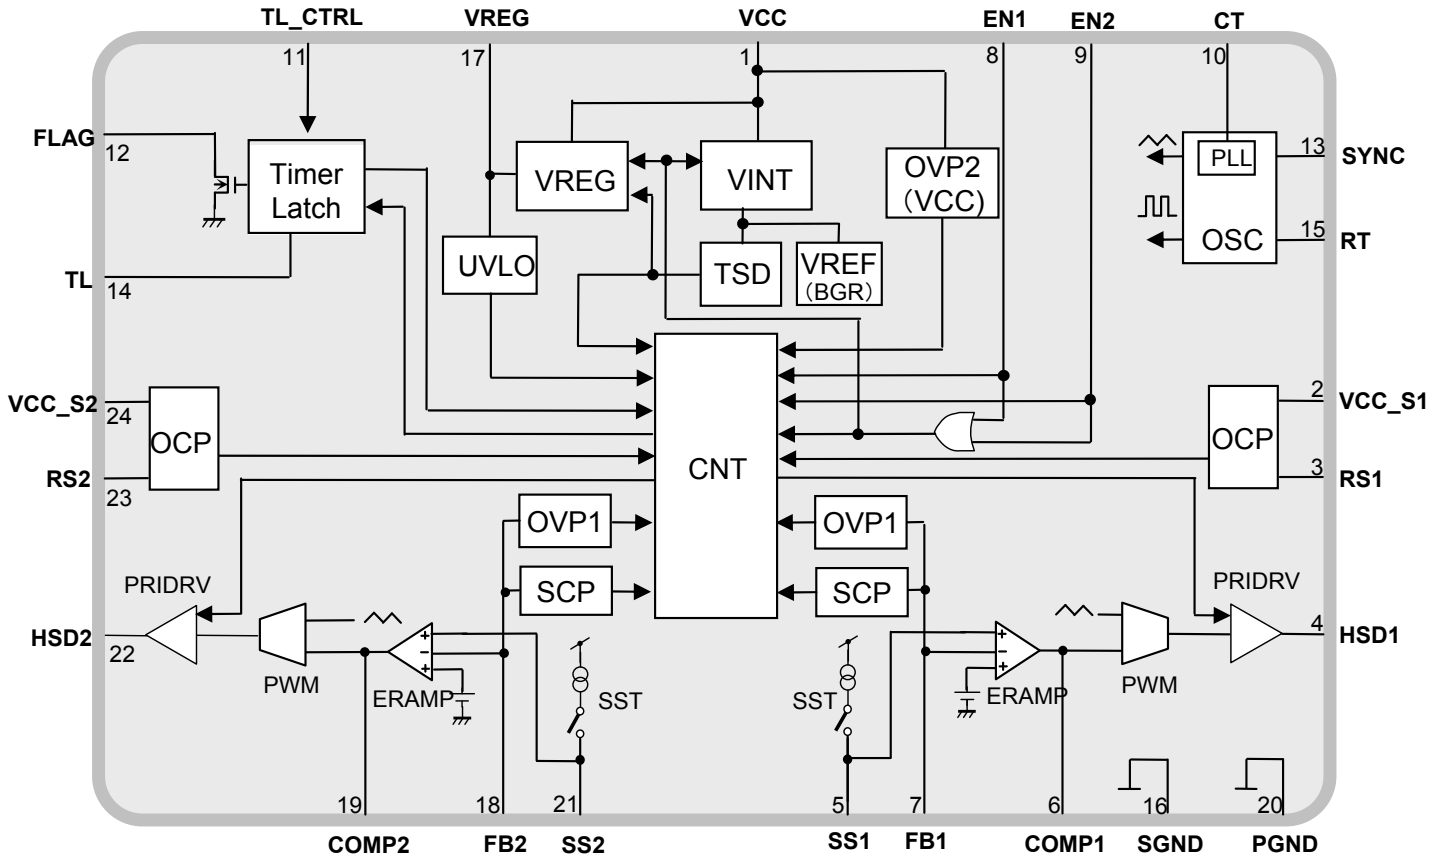 TL_CTRL VREG VCC EN1 EN2 CT
11 17 1 8 9 10
FLAG
12
Timer
Latch
VREG
VINT
OVP2
(VCC)
PLL
OSC
13 SYNC
15 RT
TL
14
UVLO
TSD
VREF
(BGR)
VCC_S2
24
OCP
RS2
23
CNT
2
VCC_S1
OCP
3
RS1
OVP1 OVP1
SCP SCP
PRIDRV PRIDRV
HSD2
22
4
HSD1
PWM
ERAMP
SST SST
ERAMP
PWM
19 18 21 5 7 6 16 20
COMP2 FB2 SS2 SS1 FB1 COMP1 SGND PGND